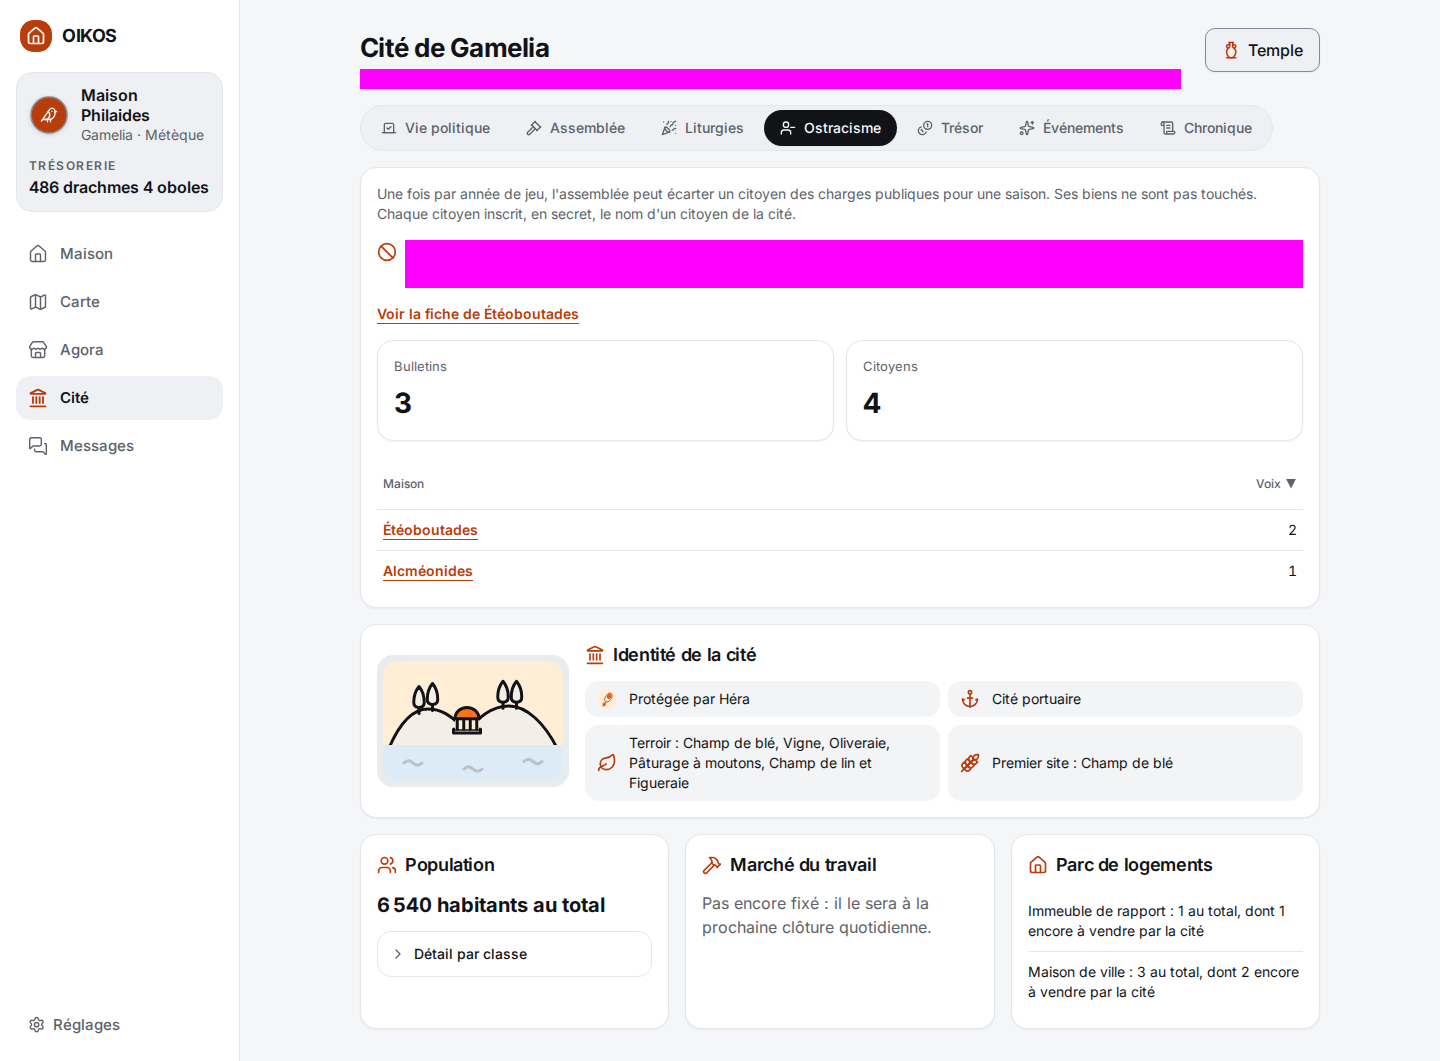 OIKOS
Maison
Philaides
Gamelia · Métèque
TRÉSORERIE
486 drachmes 4 oboles
Maison
Carte
Agora
Cité
Messages
Réglages
Cité de Gamelia
Temple
Vie politique
Assemblée
Liturgies
Ostracisme
Trésor
Événements
Chronique
Une fois par année de jeu, l'assemblée peut écarter un citoyen des charges publiques pour une saison. Ses biens ne sont pas touchés.
Chaque citoyen inscrit, en secret, le nom d'un citoyen de la cité.
Voir la fiche de Étéoboutades
Bulletins
3
Citoyens
4
Maison
Voix ▼
Étéoboutades
2
Alcméonides
1
Identité de la cité
Protégée par Héra
Cité portuaire
Terroir : Champ de blé, Vigne, Oliveraie,
Pâturage à moutons, Champ de lin et
Figueraie
Premier site : Champ de blé
Population
6 540 habitants au total
Détail par classe
Marché du travail
Pas encore fixé : il le sera à la
prochaine clôture quotidienne.
Parc de logements
Immeuble de rapport : 1 au total, dont 1
encore à vendre par la cité
Maison de ville : 3 au total, dont 2 encore
à vendre par la cité